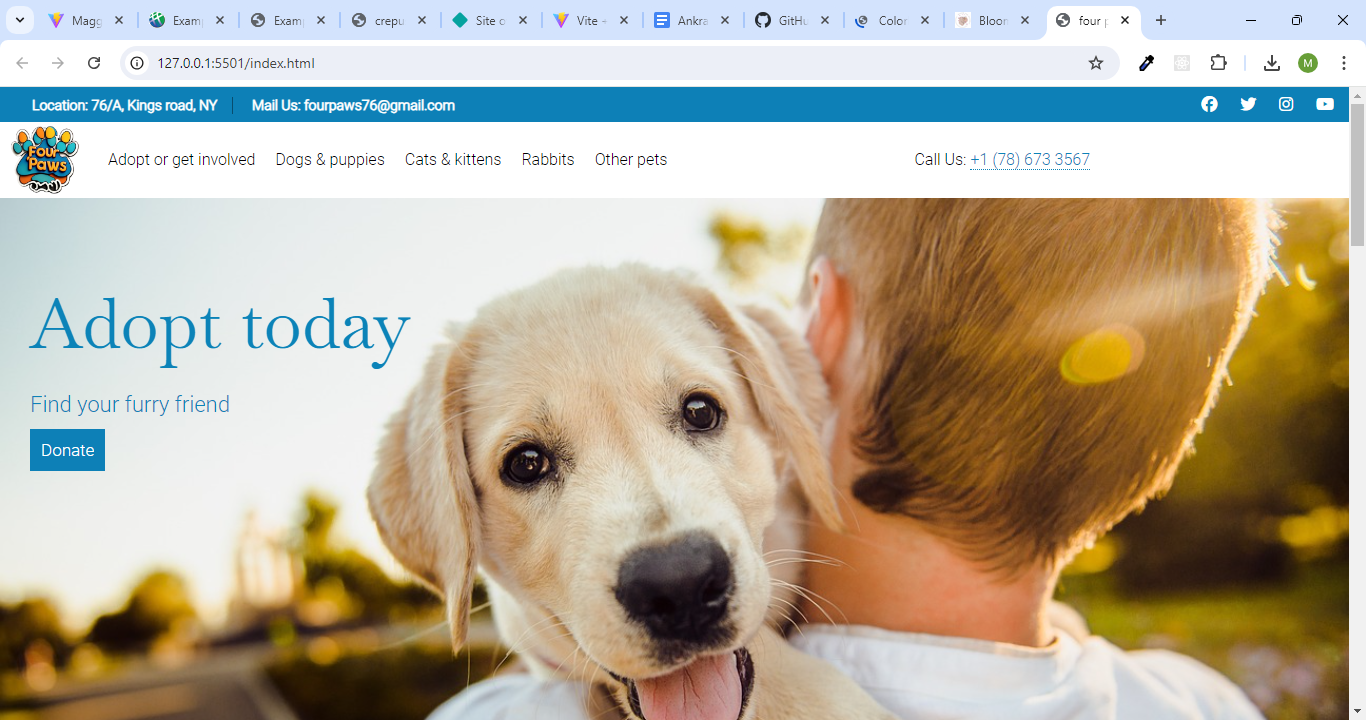 Magg
Examp
Examp
crepu
Site o
Vite +
Ankra
GitHu
Color
Bloon
four p
127.0.0.1:5501/index.html
M
Location: 76/A, Kings road, NY
Mail Us: fourpaws76@gmail.com
Four
Paws
Adopt or get involved
Dogs & puppies
Cats & kittens
Rabbits
Other pets
Call Us: +1 (78) 673 3567
Adopt today
Find your furry friend
Donate